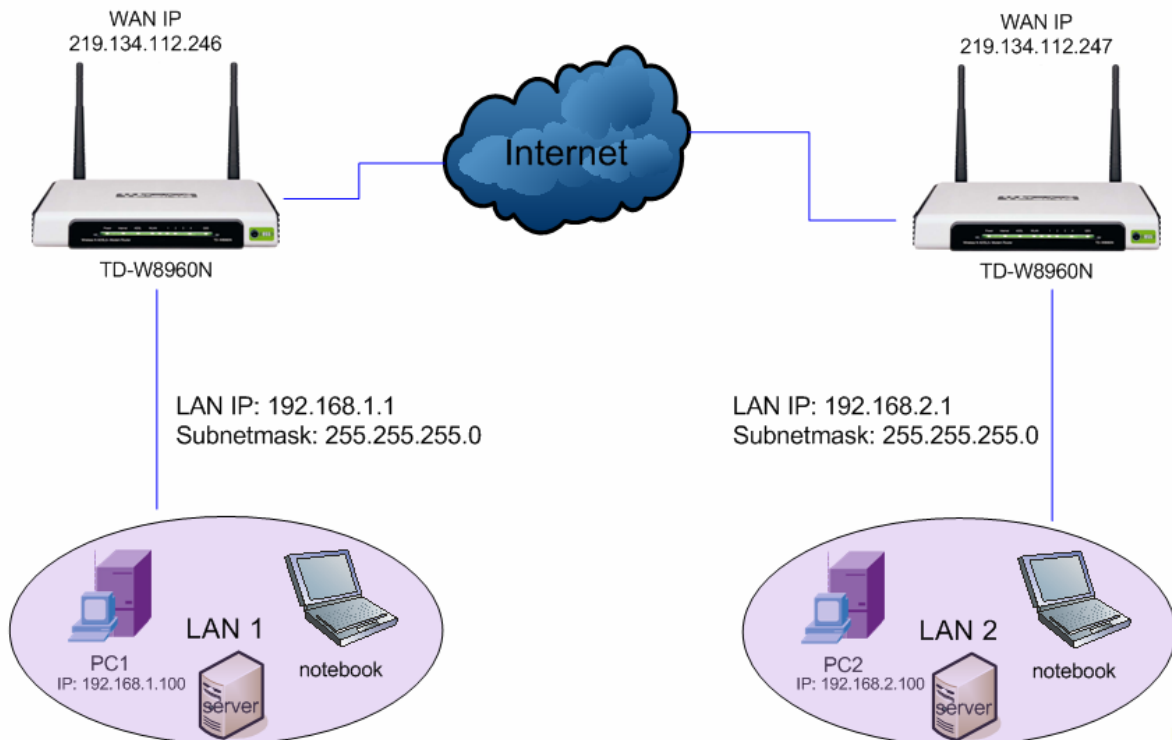 WAN IP
219.134.112.246
WAN IP
219.134.112.247
Internet
TD-W8960N
TD-W8960N
LAN IP: 192.168.1.1
Subnetmask: 255.255.255.0
LAN IP: 192.168.2.1
Subnetmask: 255.255.255.0
LAN 1
PC1
IP: 192.168.1.100
server
notebook
LAN 2
PC2
IP: 192.168.2.100
server
notebook